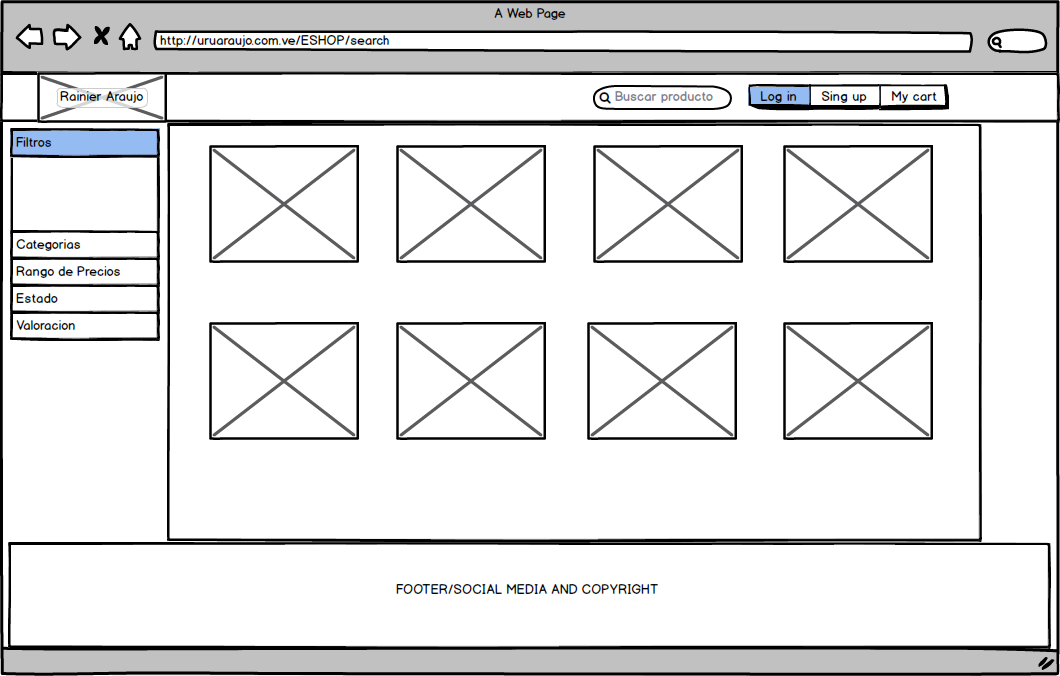 A Web Page
http://uruaraujo.com.ve/ESHOP/search
Rainier Araujo
Buscar producto
Log in
Sing up
My cart
Filtros
Categorias
Rango de Precios
Estado
Valoracion
FOOTER/SOCIAL MEDIA AND COPYRIGHT